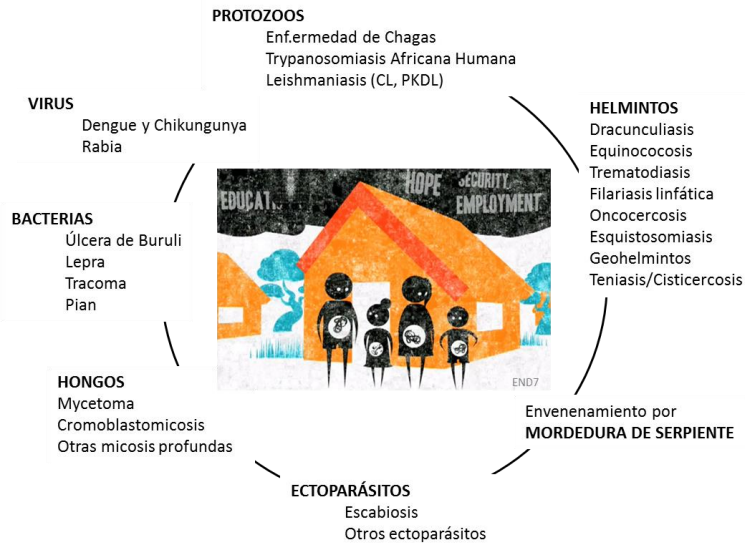 PROTOZOOS
Enf.ermedad de Chagas
Trypanosomiasis Africana Humana
Leishmaniasis (CL, PKDL)
VIRUS
Dengue y Chikungunya
Rabia
HELMINTOS
Dracunculiasis
Equinococosis
Trematodiasis
Filariasis linfática
Oncocercosis
Esquistosomiasis
Geohelmintos
Teniasis/Cisticercosis
BACTERIAS
Úlcera de Buruli
Lepra
Tracoma
Pian
HOPE
SECURITY
EMPLOYMENT
END7
HONGOS
Mycetoma
Cromoblastomicosis
Otras micosis profundas
Envenenamiento por
MORDEDURA DE SERPIENTE
ECTOPARÁSITOS
Escabiosis
Otros ectoparásitos